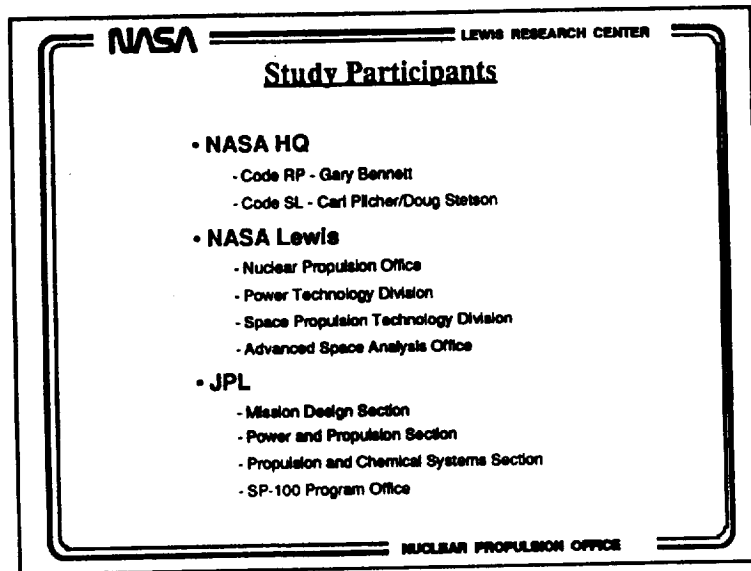 NASA
LEWIS RESEARCH CENTER
Study Participants
• NASA HQ
- Code RP - Gary Bennett
- Code SL - Carl Pilcher/Doug Stetson
• NASA Lewis
- Nuclear Propulsion Office
- Power Technology Division
- Space Propulsion Technology Division
- Advanced Space Analysis Office
• JPL
- Mission Design Section
- Power and Propulsion Section
- Propulsion and Chemical Systems Section
- SP-100 Program Office
NUCLEAR PROPULSION OFFICE